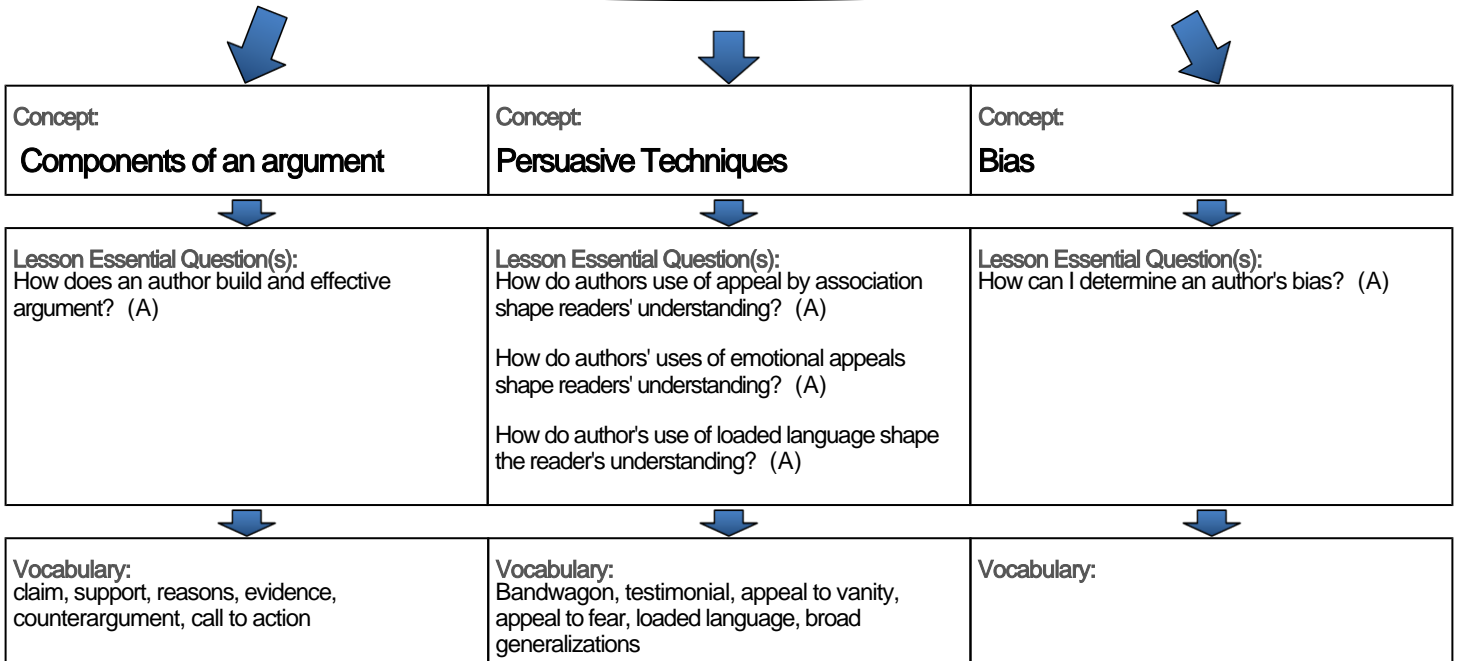 Concept:
Components of an argument
Concept:
Persuasive Techniques
Concept:
Bias
Lesson Essential Question(s):
How does an author build and effective
argument? (A)
Lesson Essential Question(s):
How do authors use of appeal by association
shape readers' understanding? (A)
How do authors' uses of emotional appeals
shape readers' understanding? (A)
How do author's use of loaded language shape
the reader's understanding? (A)
Lesson Essential Question(s):
How can I determine an author's bias? (A)
Vocabulary:
claim, support, reasons, evidence,
counterargument, call to action
Vocabulary:
Bandwagon, testimonial, appeal to vanity,
appeal to fear, loaded language, broad
generalizations
Vocabulary: